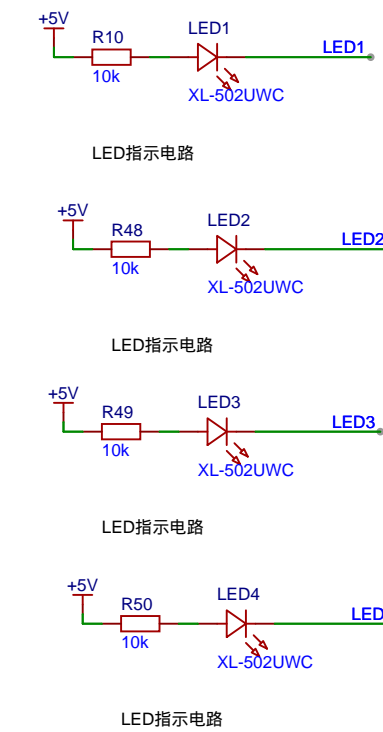 +5V
R10
LED1
LED1
10k
XL-502UWC
LED指示电路
+5V
R48
LED2
LED2
10k
XL-502UWC
LED指示电路
+5V
R49
LED3
LED3
10k
XL-502UWC
LED指示电路
+5V
R50
LED4
LED
10k
XL-502UWC
LED指示电路